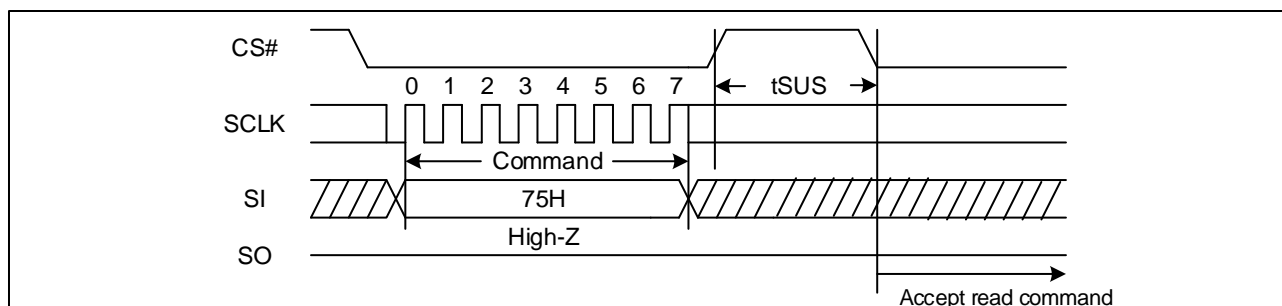 CS#
tSUS
0 1 2 3 4 5 6 7
SCLK
Command
SI
75H
High-Z
SO
Accept read command